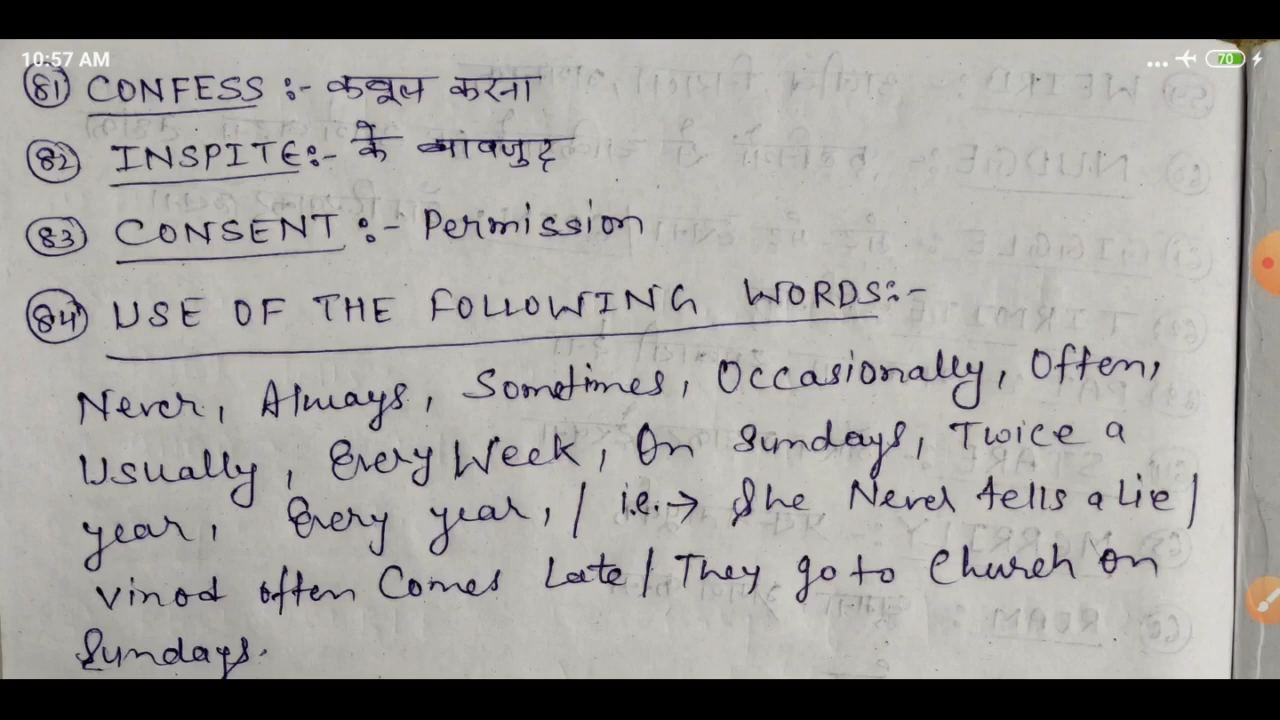 10:57 AM
70
81) CONFESS :- कबूल करना
82) INSPITE:- के बावजुद
83) CONSENT :- Permission
84) USE OF THE FOLLOWING WORDS:-
Never, Always, Sometimes, Occasionally, Often,
Usually, Every Week, On Sundays, Twice a
year, Every year, / i.e.→ She Never tells a lie/
vinod often Comes Late/ They go to Church on
Sundays.